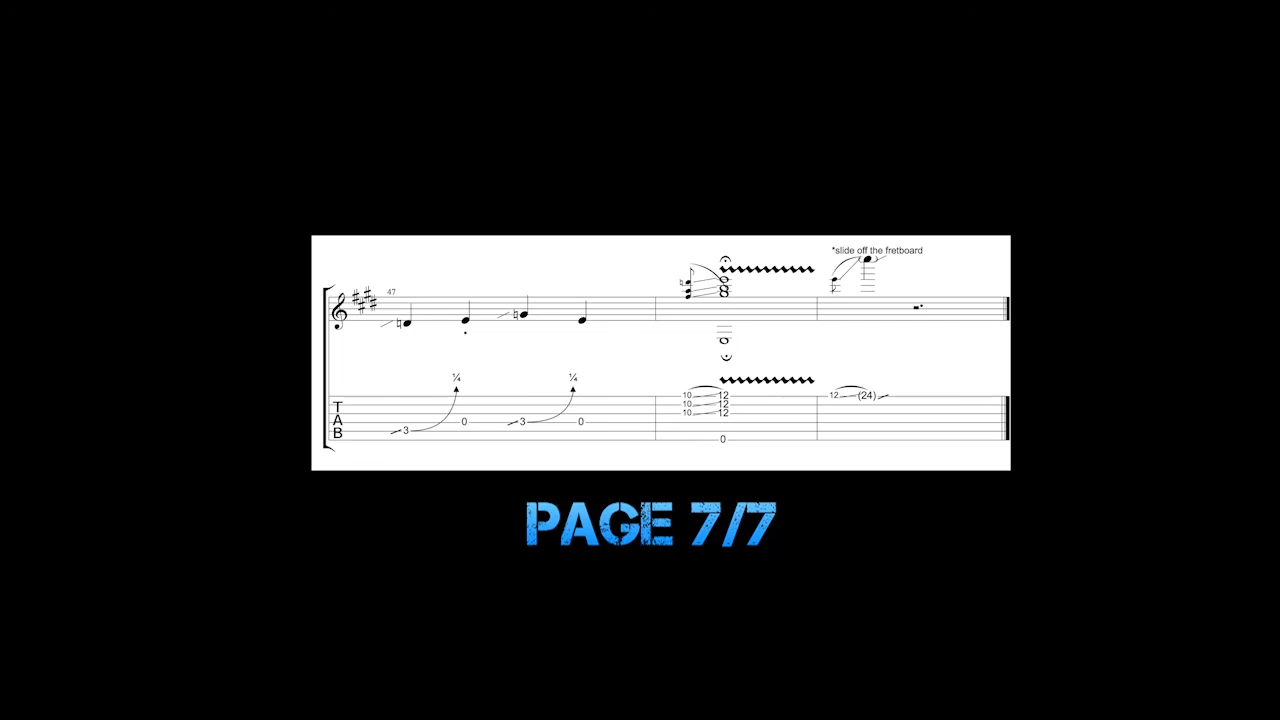 *slide off the fretboard
47
¼ ¼
T
A
B
3 0 3 0
10 12
10 12
10 12
0
12 (24)
PAGE 7/7